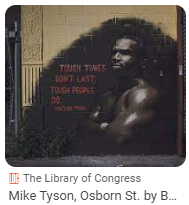 TOUGH TIMES
DON'T LAST,
TOUGH PEOPLE
DO.
The Library of Congress
Mike Tyson, Osborn St. by B...